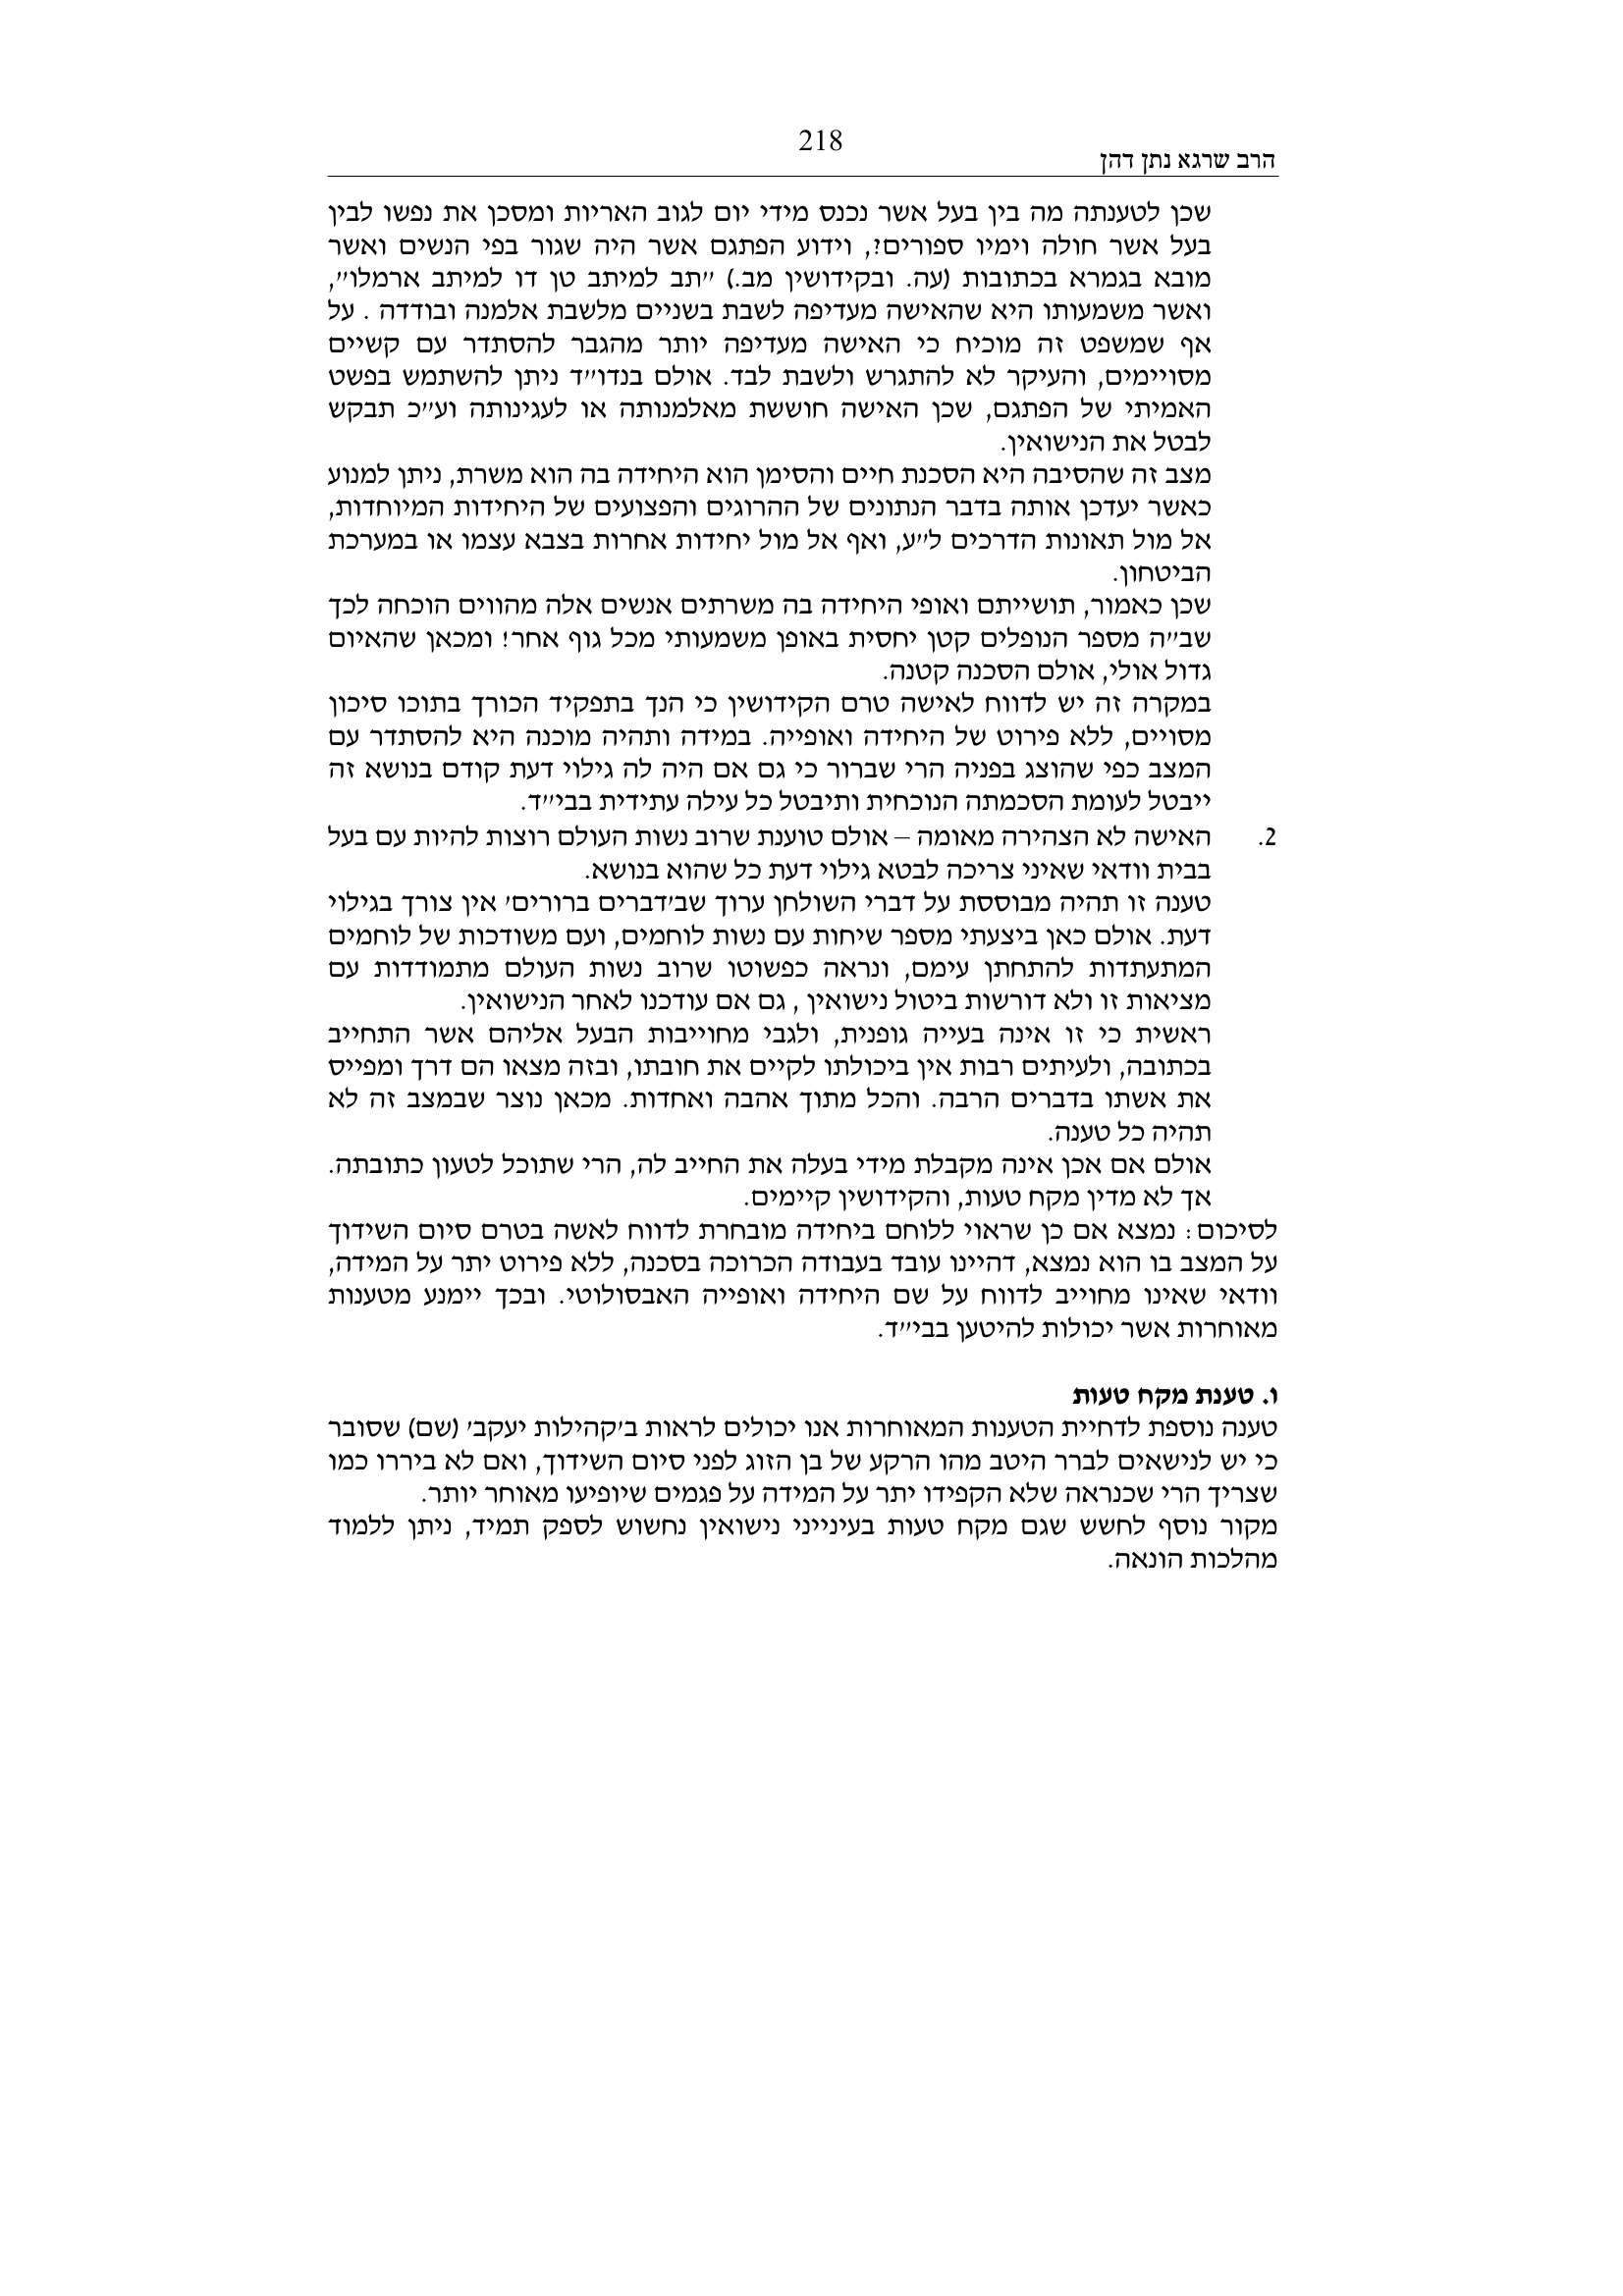 218
הרב שרגא נתן דהן
שכן לטענתה מה בין בעל אשר נכנס מידי יום לגוב האריות ומסכן את נפשו לבין
בעל אשר חולה וימיו ספורים?, וידוע הפתגם אשר היה שגור בפי הנשים ואשר
מובא בגמרא בכתובות (עה. ובקידושין מב.) "תב למיתב טן דו למיתב ארמלו",
ואשר משמעותו היא שהאישה מעדיפה לשבת בשניים מלשבת אלמנה ובודדה . על
אף שמשפט זה מוכיח כי האישה מעדיפה יותר מהגבר להסתדר עם קשיים
מסויימים, והעיקר לא להתגרש ולשבת לבד. אולם בנדו"ד ניתן להשתמש בפשט
האמיתי של הפתגם, שכן האישה חוששת מאלמנותה או לעגינותה וע"כ תבקש
לבטל את הנישואין.
מצב זה שהסיבה היא הסכנת חיים והסימן הוא היחידה בה הוא משרת, ניתן למנוע
כאשר יעדכן אותה בדבר הנתונים של ההרוגים והפצועים של היחידות המיוחדות,
אל מול תאונות הדרכים ל"ע, ואף אל מול יחידות אחרות בצבא עצמו או במערכת
הביטחון.
שכן כאמור, תושייתם ואופי היחידה בה משרתים אנשים אלה מהווים הוכחה לכך
שב"ה מספר הנופלים קטן יחסית באופן משמעותי מכל גוף אחר! ומכאן שהאיום
גדול אולי, אולם הסכנה קטנה.
במקרה זה יש לדווח לאישה טרם הקידושין כי הנך בתפקיד הכורך בתוכו סיכון
מסויים, ללא פירוט של היחידה ואופייה. במידה ותהיה מוכנה היא להסתדר עם
המצב כפי שהוצג בפניה הרי שברור כי גם אם היה לה גילוי דעת קודם בנושא זה
ייבטל לעומת הסכמתה הנוכחית ותיבטל כל עילה עתידית בבי"ד.
2. האישה לא הצהירה מאומה – אולם טוענת שרוב נשות העולם רוצות להיות עם בעל
בבית וודאי שאיני צריכה לבטא גילוי דעת כל שהוא בנושא.
טענה זו תהיה מבוססת על דברי השולחן ערוך שב'דברים ברורים' אין צורך בגילוי
דעת. אולם כאן ביצעתי מספר שיחות עם נשות לוחמים, ועם משודכות של לוחמים
המתעתדות להתחתן עימם, ונראה כפשוטו שרוב נשות העולם מתמודדות עם
מציאות זו ולא דורשות ביטול נישואין , גם אם עודכנו לאחר הנישואין.
ראשית כי זו אינה בעייה גופנית, ולגבי מחוייבות הבעל אליהם אשר התחייב
בכתובה, ולעיתים רבות אין ביכולתו לקיים את חובתו, ובזה מצאו הם דרך ומפייס
את אשתו בדברים הרבה. והכל מתוך אהבה ואחדות. מכאן נוצר שבמצב זה לא
תהיה כל טענה.
אולם אם אכן אינה מקבלת מידי בעלה את החייב לה, הרי שתוכל לטעון כתובתה.
אך לא מדין מקח טעות, והקידושין קיימים.
לסיכום: נמצא אם כן שראוי ללוחם ביחידה מובחרת לדווח לאשה בטרם סיום השידוך
על המצב בו הוא נמצא, דהיינו עובד בעבודה הכרוכה בסכנה, ללא פירוט יתר על המידה,
וודאי שאינו מחוייב לדווח על שם היחידה ואופייה האבסולוטי. ובכך יימנע מטענות
מאוחרות אשר יכולות להיטען בבי"ד.
ו. טענת מקח טעות
טענה נוספת לדחיית הטענות המאוחרות אנו יכולים לראות ב'קהילות יעקב' (שם) שסובר
כי יש לנישאים לברר היטב מהו הרקע של בן הזוג לפני סיום השידוך, ואם לא ביררו כמו
שצריך הרי שכנראה שלא הקפידו יתר על המידה על פגמים שיופיעו מאוחר יותר.
מקור נוסף לחשש שגם מקח טעות בעינייני נישואין נחשוש לספק תמיד, ניתן ללמוד
מהלכות הונאה.